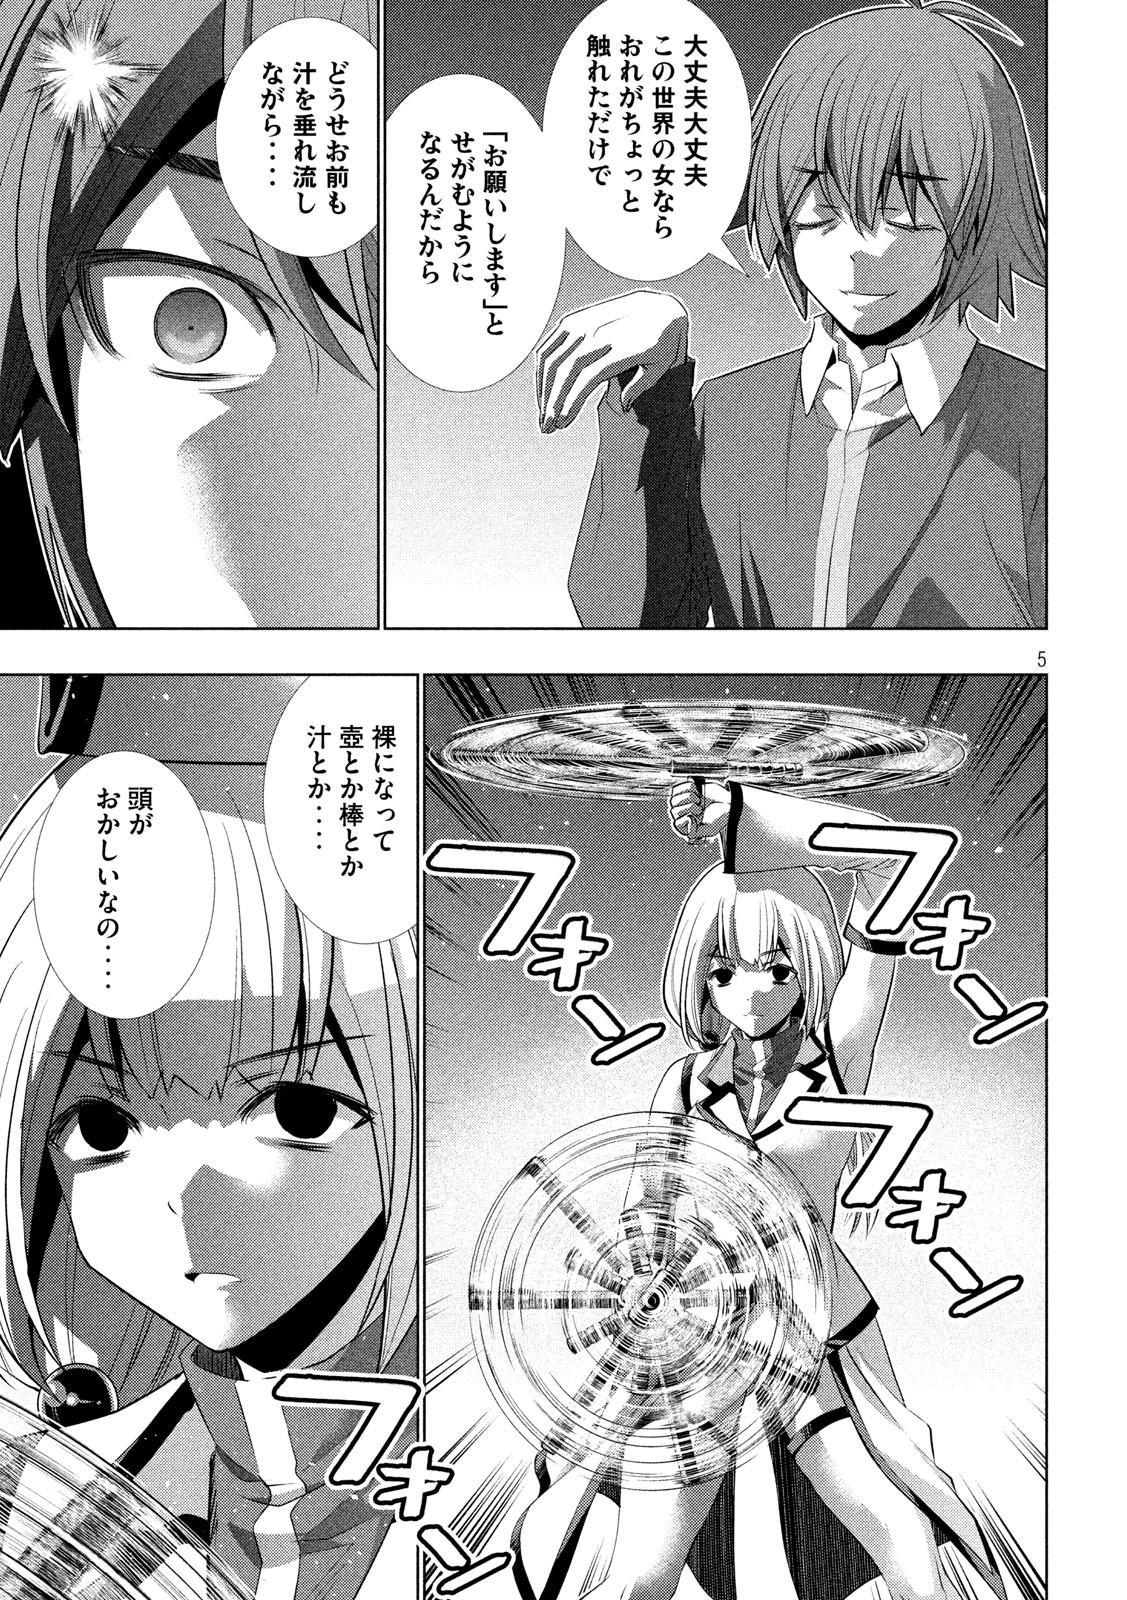 大丈夫大丈夫
この世界の女なら
おれがちょっと
触れただけで
「お願いします」と
せがむように
なるんだから
どうせお前も
汁を垂れ流し
ながら・・・・
5
フォン
フォン
フォン
裸になって
壺とか棒とか
汁とか・・・・
頭が
おかしいなの・・・・
フォン